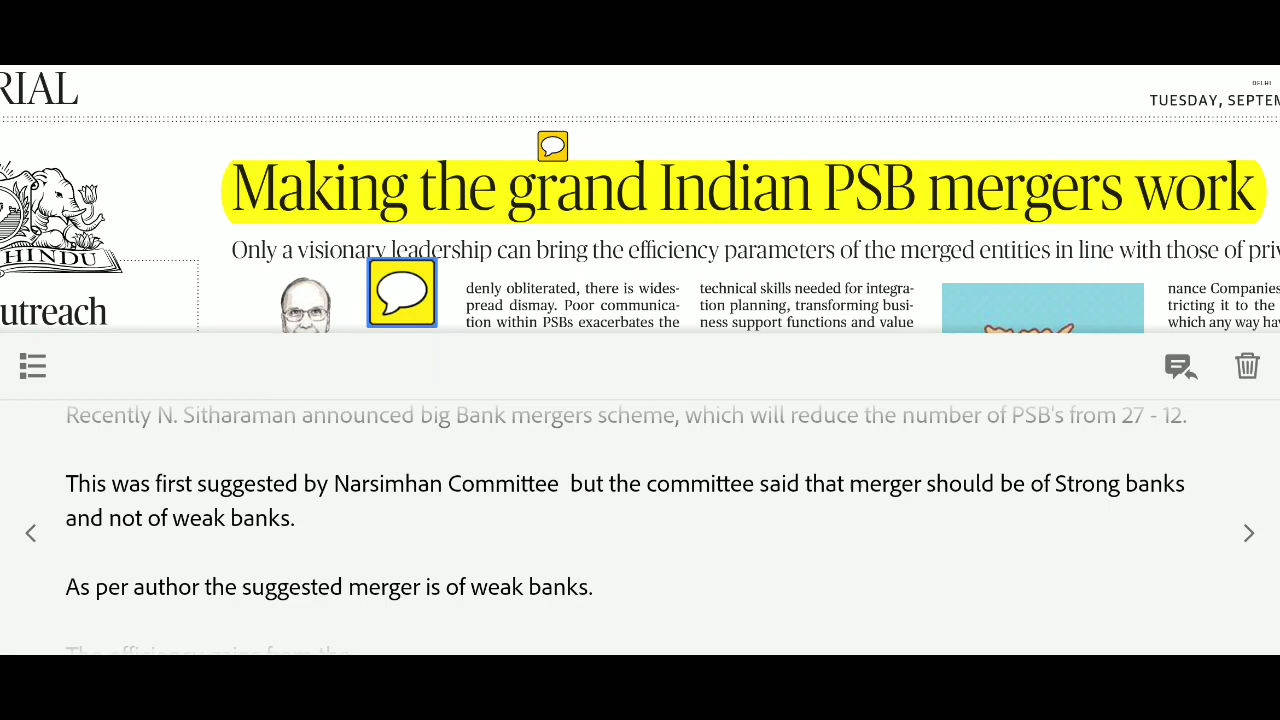 RIAL
DELHI
TUESDAY, SEPTEM
Making the grand Indian PSB mergers work
Only a visionary leadership can bring the efficiency parameters of the merged entities in line with those of priv
HINDU
utreach
denly obliterated, there is wides-
pread dismay. Poor communica-
tion within PSBs exacerbates the
technical skills needed for integra-
tion planning, transforming busi-
ness support functions and value
nance Companies
tricting it to the
which any way hav
Recently N. Sitharaman announced big Bank mergers scheme, which will reduce the number of PSB's from 27 - 12.
This was first suggested by Narsimhan Committee  but the committee said that merger should be of Strong banks
and not of weak banks.
As per author the suggested merger is of weak banks.
The efficiency gains from the